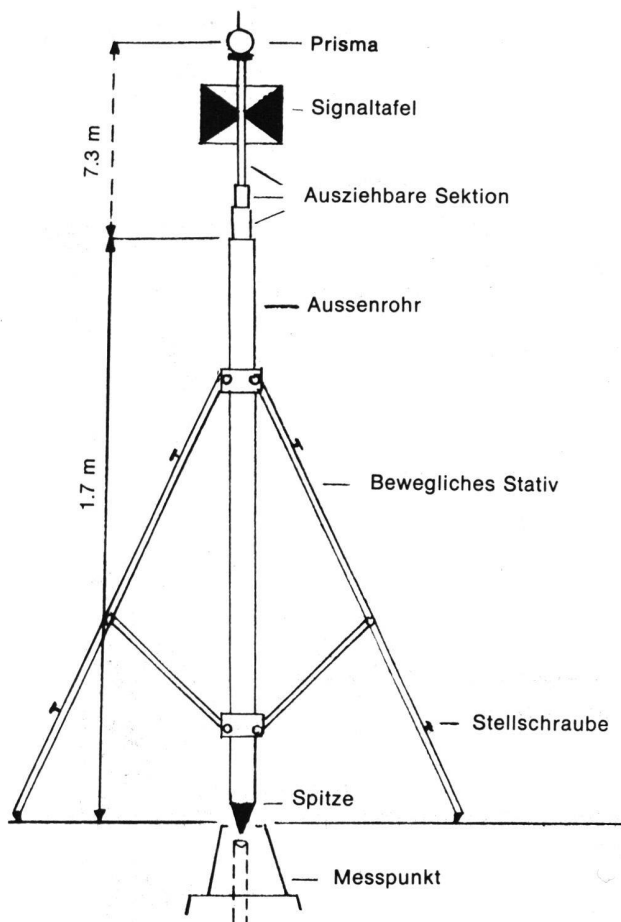 Prisma
Signaltafel
7.3 m
Ausziehbare Sektion
Aussenrohr
1.7 m
Bewegliches Stativ
Stellschraube
Spitze
Messpunkt